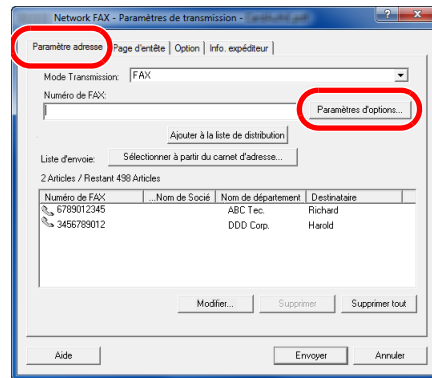 Network FAX - Paramètres de transmission -
Paramètre adresse Page d'entête Option Info. expéditeur
Mode Transmission: FAX
Numéro de FAX:
Paramètres d'options...
Ajouter à la liste de distribution
Liste d'envoie: Sélectionner à partir du carnet d'adresse...
2 Articles / Restant 498 Articles
Numéro de FAX ...Nom de Socié Nom de département Destinataire
6789012345 ABC Tec. Richard
3456789012 DDD Corp. Harold
Modifier... Supprimer Supprimer tout
Aide Envoyer Annuler